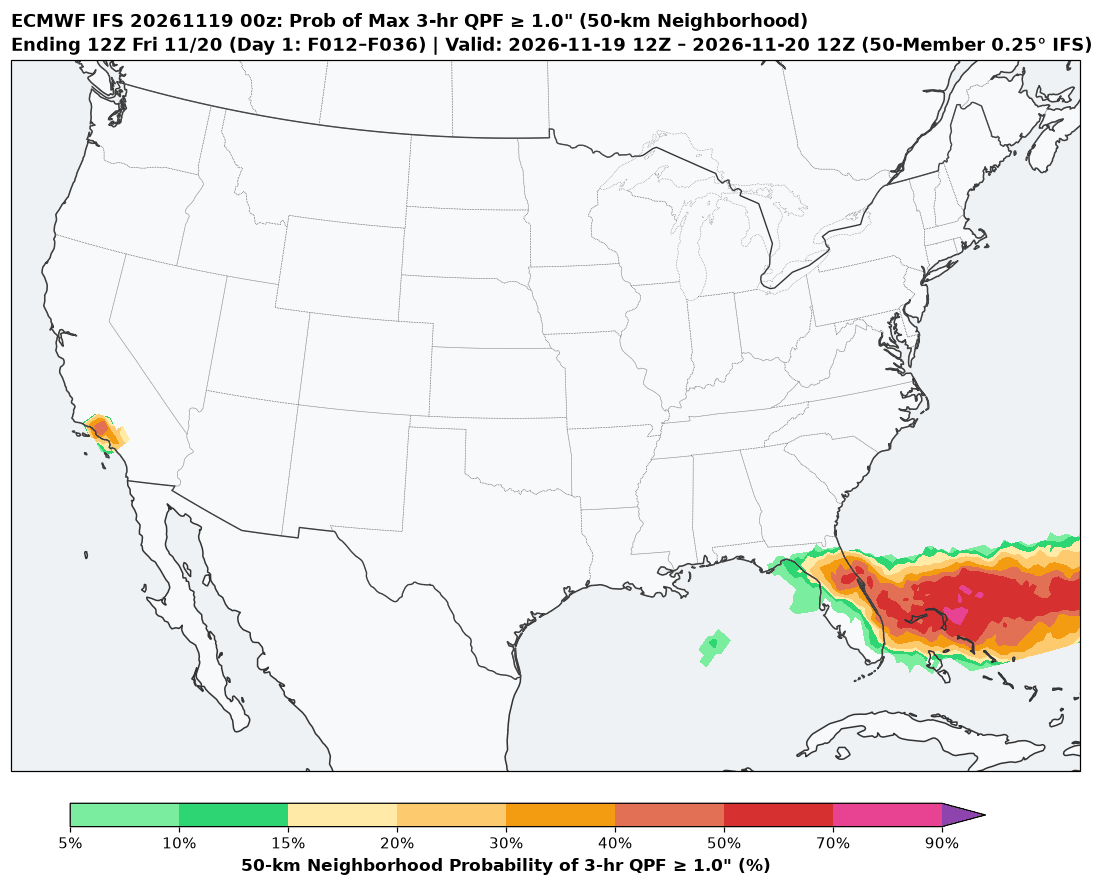 ECMWF IFS 20261119 00z: Prob of Max 3-hr QPF ≥ 1.0" (50-km Neighborhood)
Ending 12Z Fri 11/20 (Day 1: F012–F036) | Valid: 2026-11-19 12Z – 2026-11-20 12Z (50-Member 0.25° IFS)
5% 10% 15% 20% 30% 40% 50% 70% 90%
50-km Neighborhood Probability of 3-hr QPF ≥ 1.0" (%)